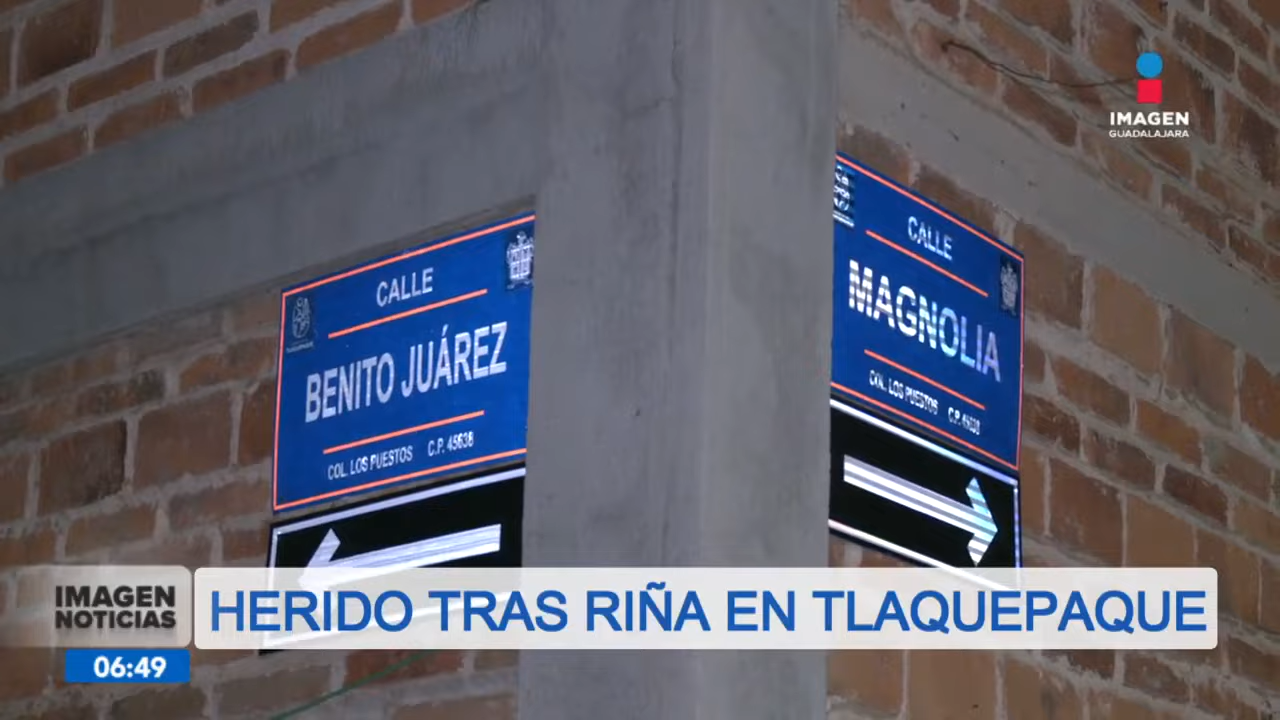 IMAGEN
GUADALAJARA
CALLE
BENITO JUÁREZ
COL. LOS PUESTOS C.P. 45638
CALLE
MAGNOLIA
COL. LOS PUESTOS C.P. 45638
IMAGEN
NOTICIAS
HERIDO TRAS RIÑA EN TLAQUEPAQUE
06:49